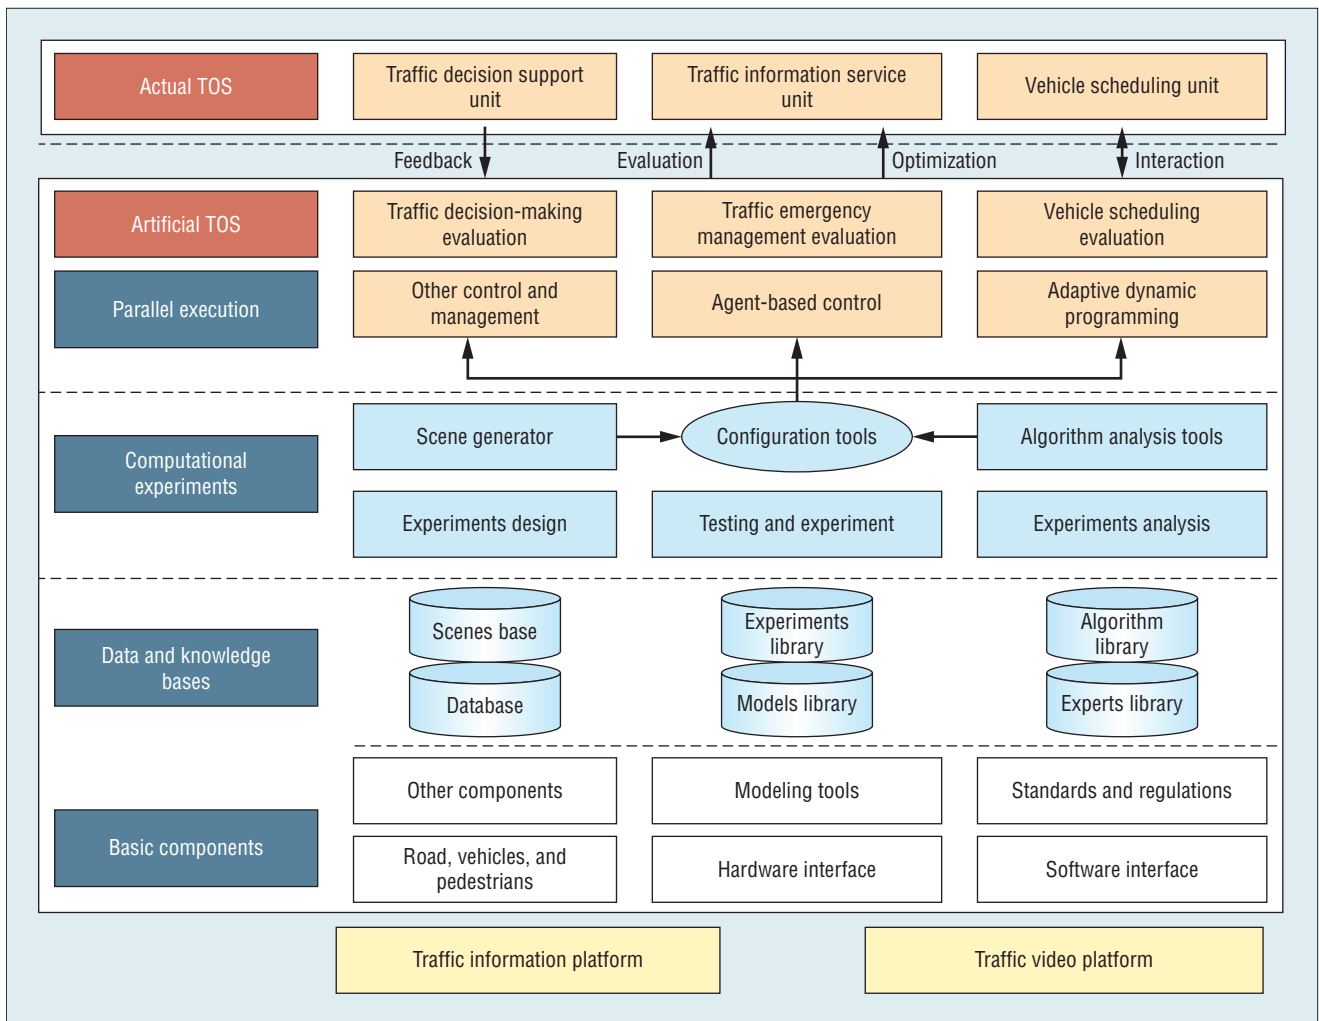 Actual TOS
Traffic decision support
unit
Traffic information service
unit
Vehicle scheduling unit
Feedback
Evaluation
Optimization
Interaction
Artificial TOS
Traffic decision-making
evaluation
Traffic emergency
management evaluation
Vehicle scheduling
evaluation
Parallel execution
Other control and
management
Agent-based control
Adaptive dynamic
programming
Computational
experiments
Scene generator
Configuration tools
Algorithm analysis tools
Experiments design
Testing and experiment
Experiments analysis
Data and knowledge
bases
Scenes base
Experiments
library
Algorithm
library
Database
Models library
Experts library
Basic components
Other components
Modeling tools
Standards and regulations
Road, vehicles, and
pedestrians
Hardware interface
Software interface
Traffic information platform
Traffic video platform